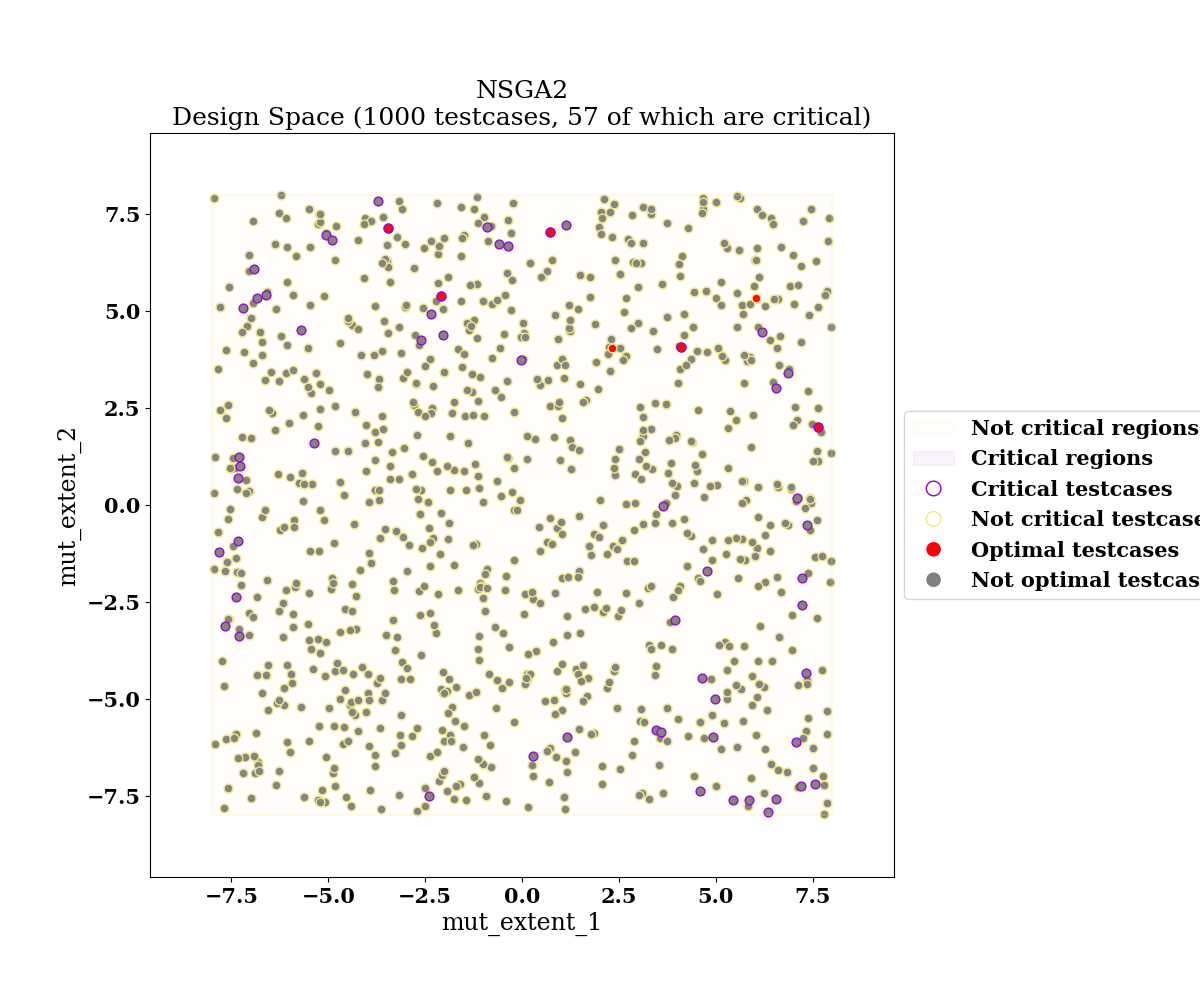 NSGA2
Design Space (1000 testcases, 57 of which are critical)
mut_extent_2
7.5
5.0
2.5
0.0
−2.5
−5.0
−7.5
−7.5 −5.0 −2.5 0.0 2.5 5.0 7.5
mut_extent_1
Not critical regions
Critical regions
Critical testcases
Not critical testcase
Optimal testcases
Not optimal testcas